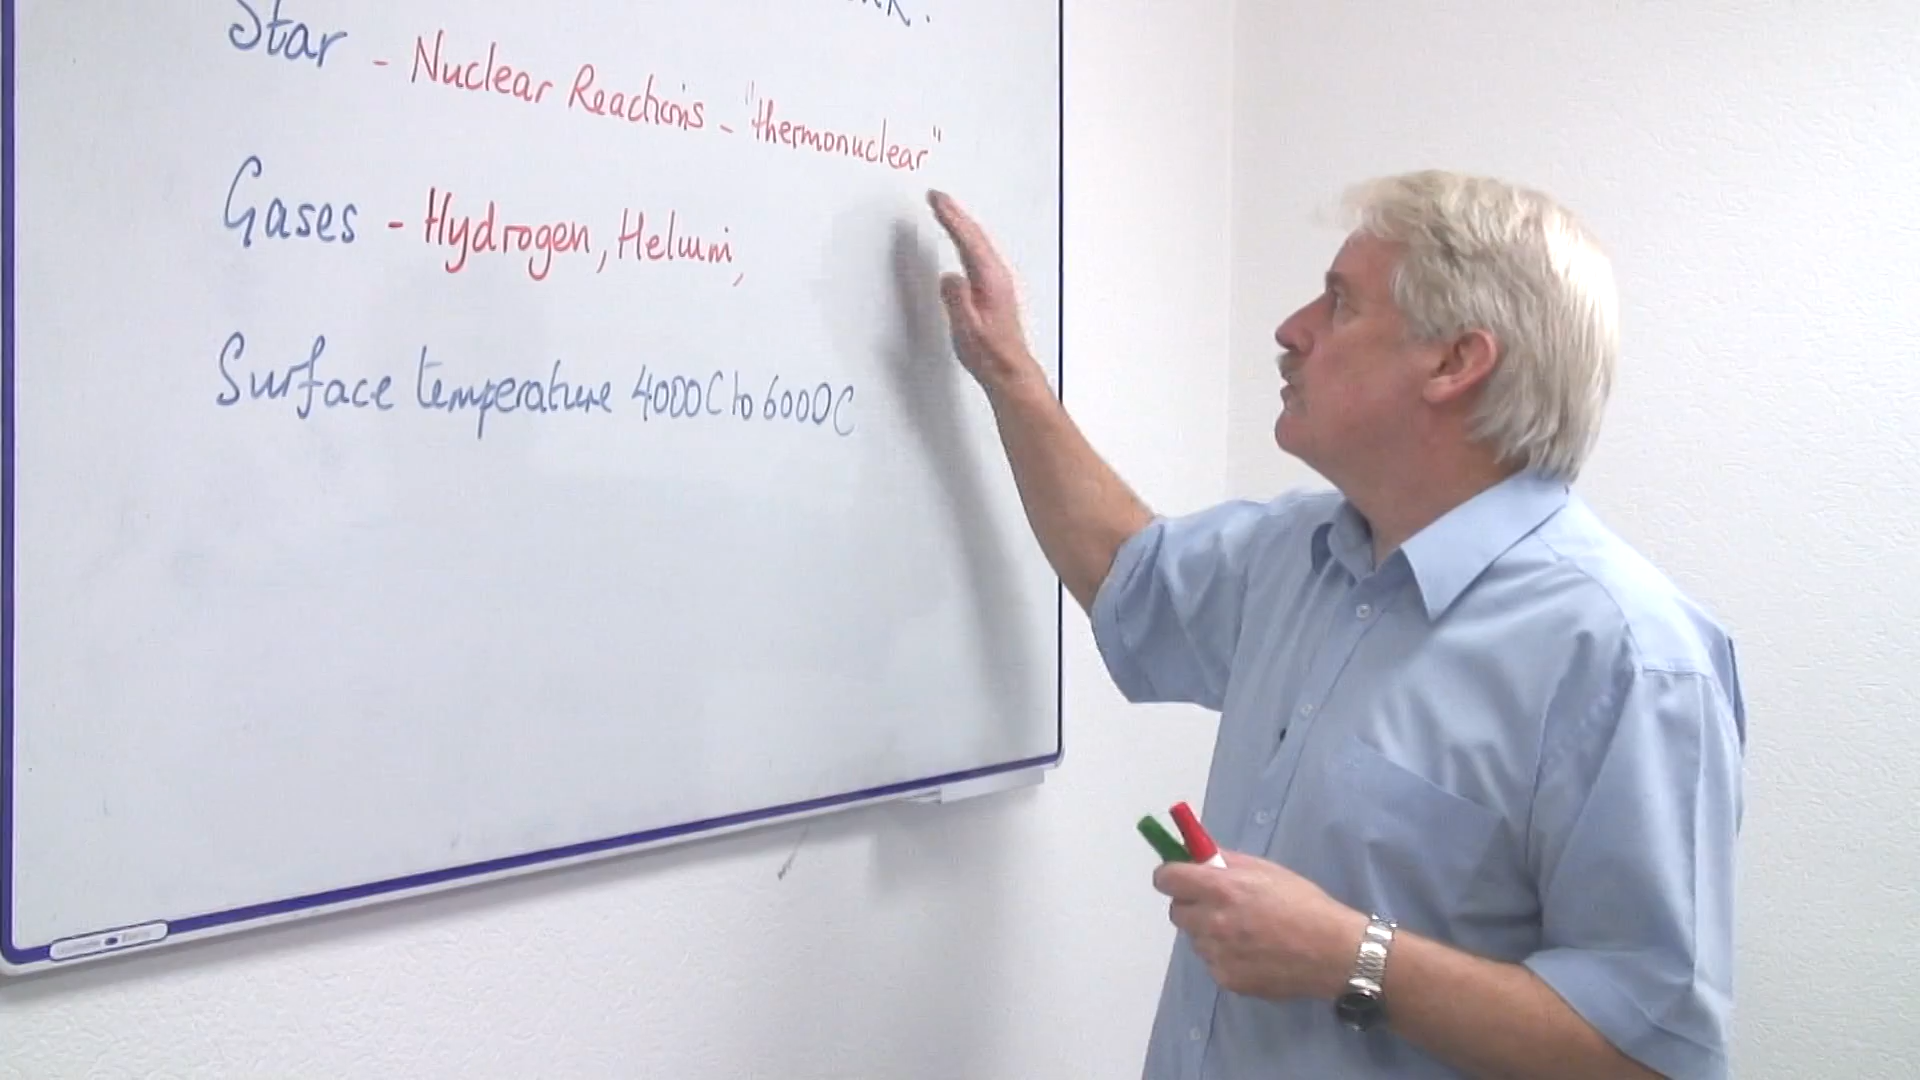 Star - Nuclear Reactions - "thermonuclear"
Gases - Hydrogen, Helium,
Surface temperature 4000C to 6000C